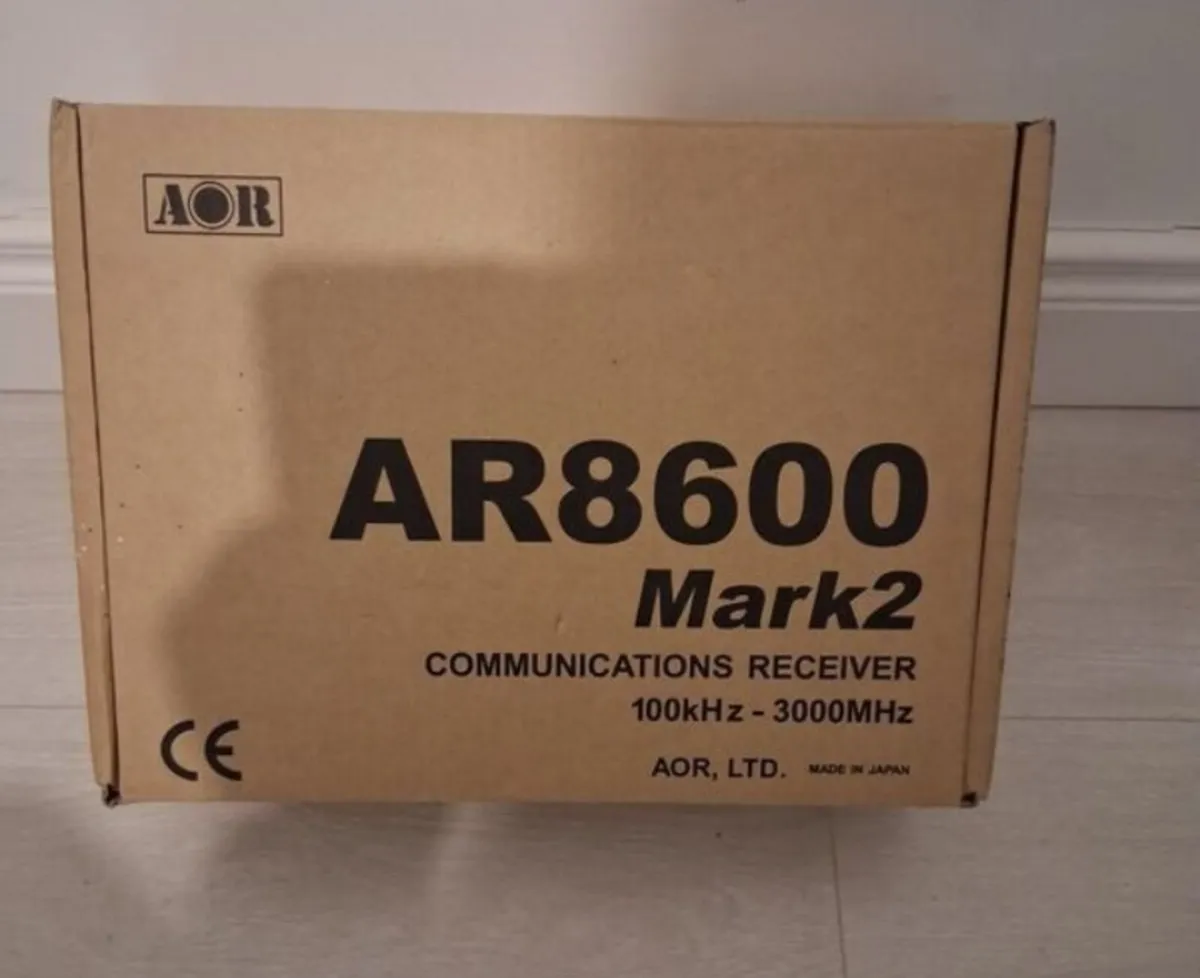 AOR
AR8600
Mark2
COMMUNICATIONS RECEIVER
100kHz - 3000MHz
CE
AOR, LTD. MADE IN JAPAN